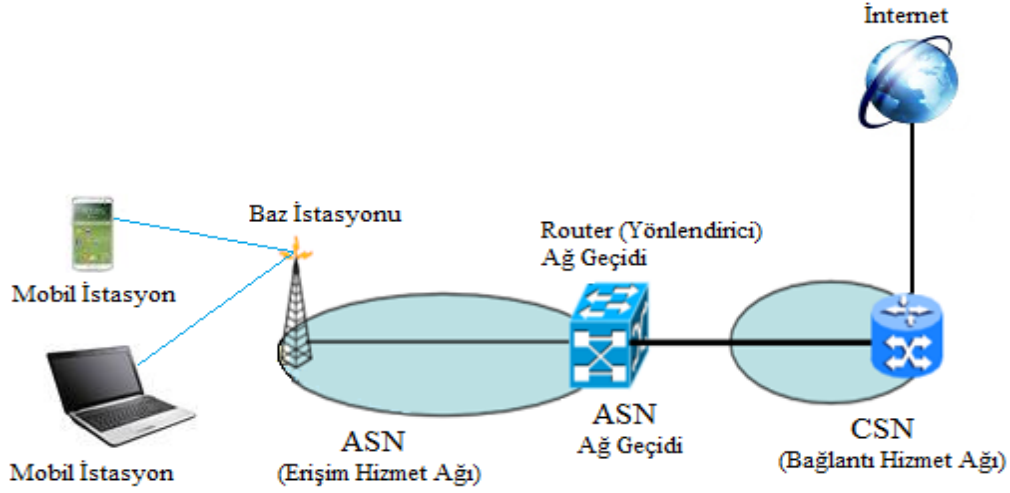 İnternet
Baz İstasyonu
Router (Yönlendirici)
Ağ Geçidi
Mobil İstasyon
Mobil İstasyon
ASN
(Erişim Hizmet Ağı)
ASN
Ağ Geçidi
CSN
(Bağlantı Hizmet Ağı)